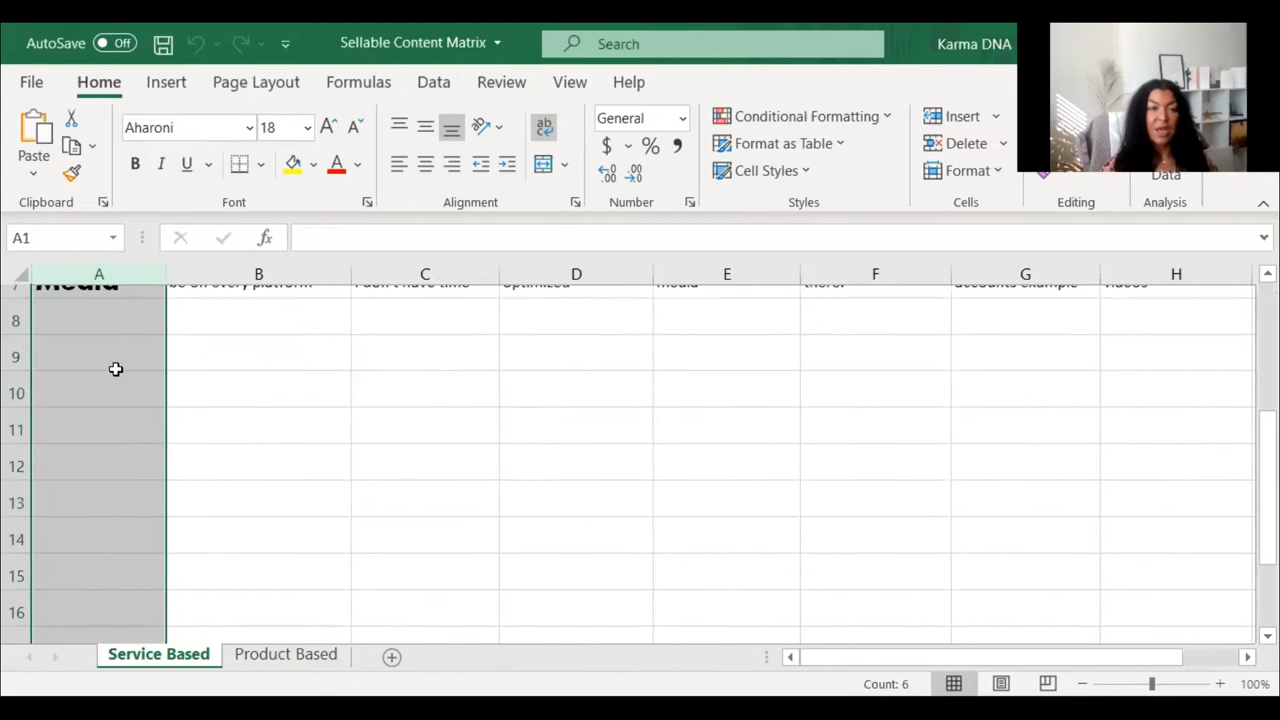 AutoSave Off Sellable Content Matrix Search Karma DNA
File Home Insert Page Layout Formulas Data Review View Help
Paste Aharoni 18 General $ % Conditional Formatting Format as Table Cell Styles Insert Delete Format Data
B I U A
Clipboard Font Alignment Number Styles Cells Editing Analysis
A1 fx
A B C D E F G H
7 Media be on every platform I don't have time optimized media there. accounts example videos
8
9
10
11
12
13
14
15
16
Service Based Product Based
Count: 6 100%